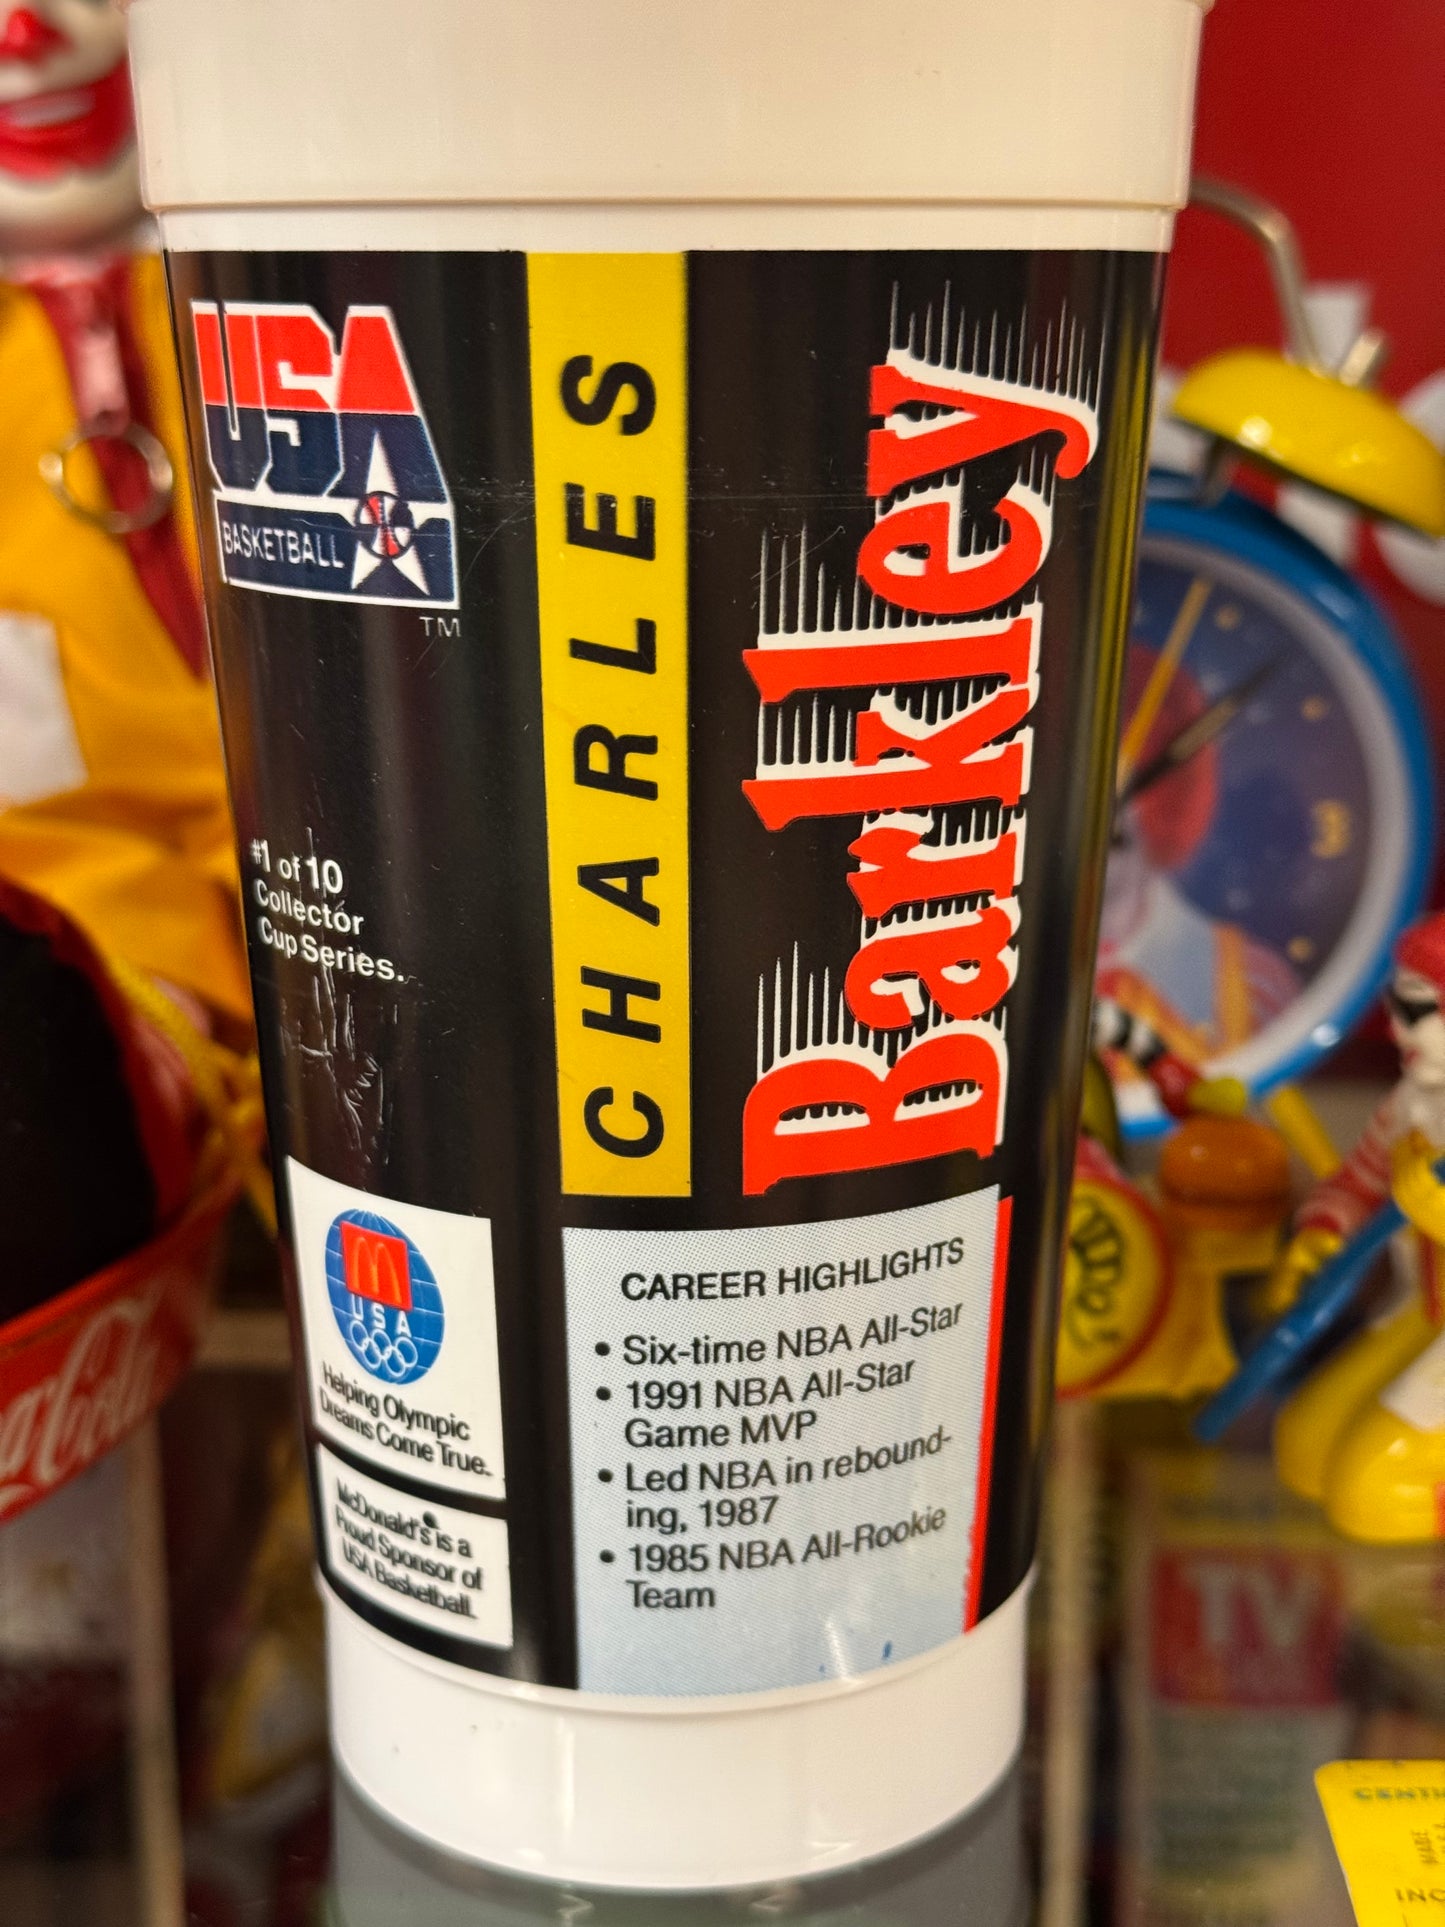 USA
BASKETBALL
TM
#1 of 10
Collector
Cup Series.
CHARLES
Barkley
M
USA
Helping Olympic
Dreams Come True.
McDonald's is a
Proud Sponsor of
USA Basketball.
CAREER HIGHLIGHTS
• Six-time NBA All-Star
• 1991 NBA All-Star
Game MVP
• Led NBA in rebound-
ing, 1987
• 1985 NBA All-Rookie
Team
3
TV